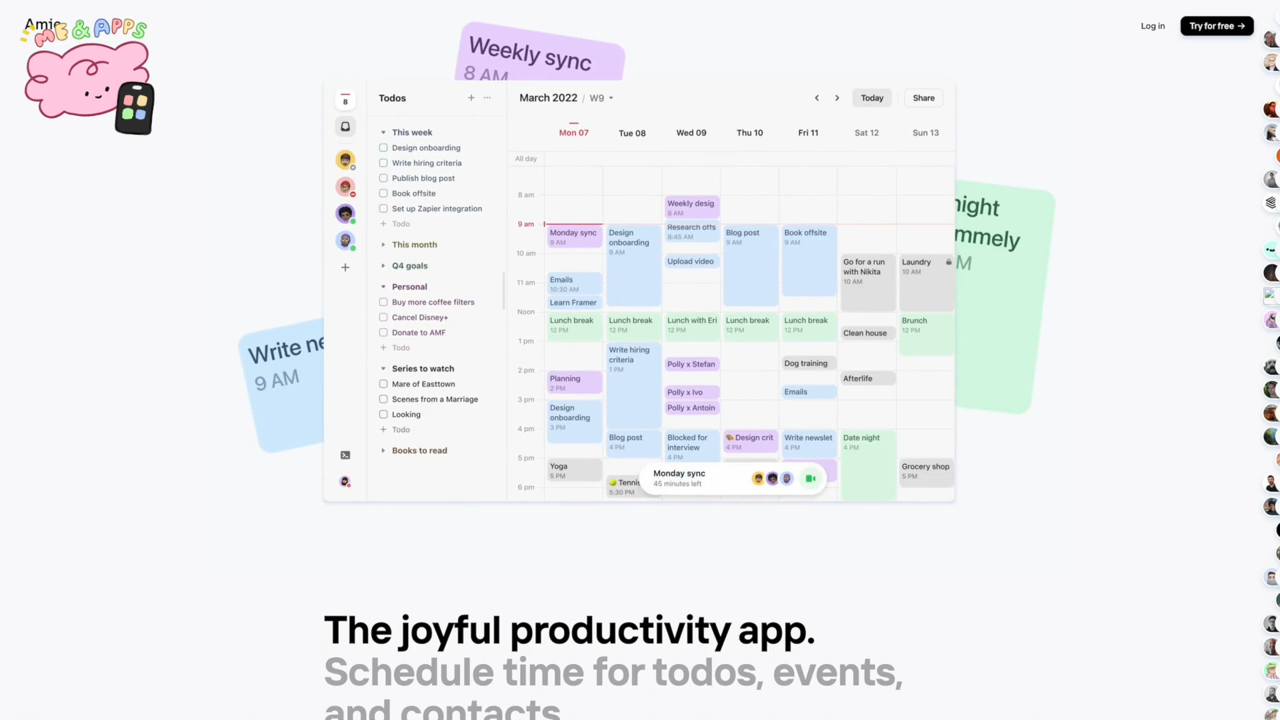 Amie
ME & APPS
Log in
Try for free →
Weekly sync
8 AM
Write ne
9 AM
night
mmely
M
8
Todos
This week
Design onboarding
Write hiring criteria
Publish blog post
Book offsite
Set up Zapier integration
+ Todo
This month
Q4 goals
Personal
Buy more coffee filters
Cancel Disney+
Donate to AMF
+ Todo
Series to watch
Mare of Easttown
Scenes from a Marriage
Looking
+ Todo
Books to read
March 2022 / W9
Today
Share
Mon 07
Tue 08
Wed 09
Thu 10
Fri 11
Sat 12
Sun 13
All day
8 am
9 am
10 am
11 am
Noon
1 pm
2 pm
3 pm
4 pm
5 pm
6 pm
Monday sync
9 AM
Emails
10:30 AM
Learn Framer
Lunch break
12 PM
Planning
2 PM
Design
onboarding
3 PM
Yoga
5 PM
Design
onboarding
9 AM
Lunch break
12 PM
Write hiring
criteria
1 PM
Blog post
4 PM
Tennis
5:30 PM
Weekly desig
8 AM
Research otts
8:45 AM
Upload video
Lunch with Eri
12 PM
Polly x Stefan
Polly x Ivo
Polly x Antoin
Blocked for
interview
4 PM
Blog post
9 AM
Lunch break
12 PM
Design crit
4 PM
Book offsite
9 AM
Lunch break
12 PM
Dog training
Emails
Write newslet
4 PM
Go for a run
with Nikita
10 AM
Clean house
Afterlife
Date night
4 PM
Laundry
10 AM
Brunch
12 PM
Grocery shop
5 PM
Monday sync
45 minutes left
The joyful productivity app.
Schedule time for todos, events,
and contacts.